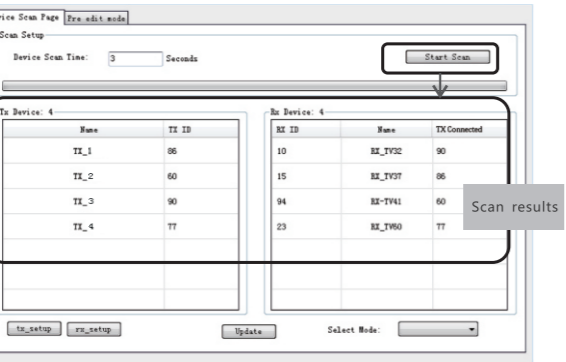 vice Scan Page Pre edit mode
Scan Setup
Device Scan Time: 3 Seconds Start Scan
Tx Device: 4 Rx Device: 4
Name TX ID RX ID Name TX Connected
TX_1 86 10 RX_TV32 90
TX_2 60 15 RX_TV37 86
TX_3 90 94 RX-TV41 60
TX_4 77 23 RX_TV60 77
Scan results
tx_setup rx_setup Update Select Mode: